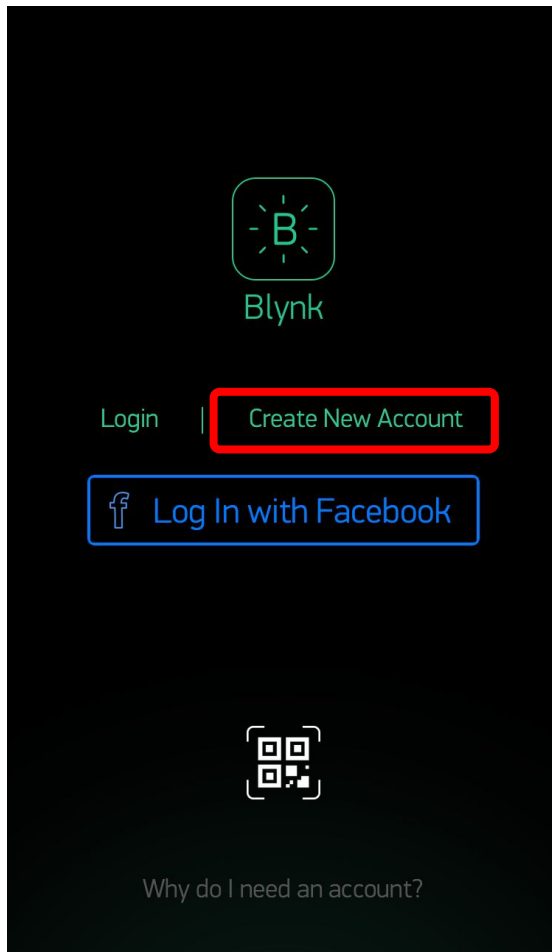 B
Blynk
Login | Create New Account
f Log In with Facebook
Why do I need an account?